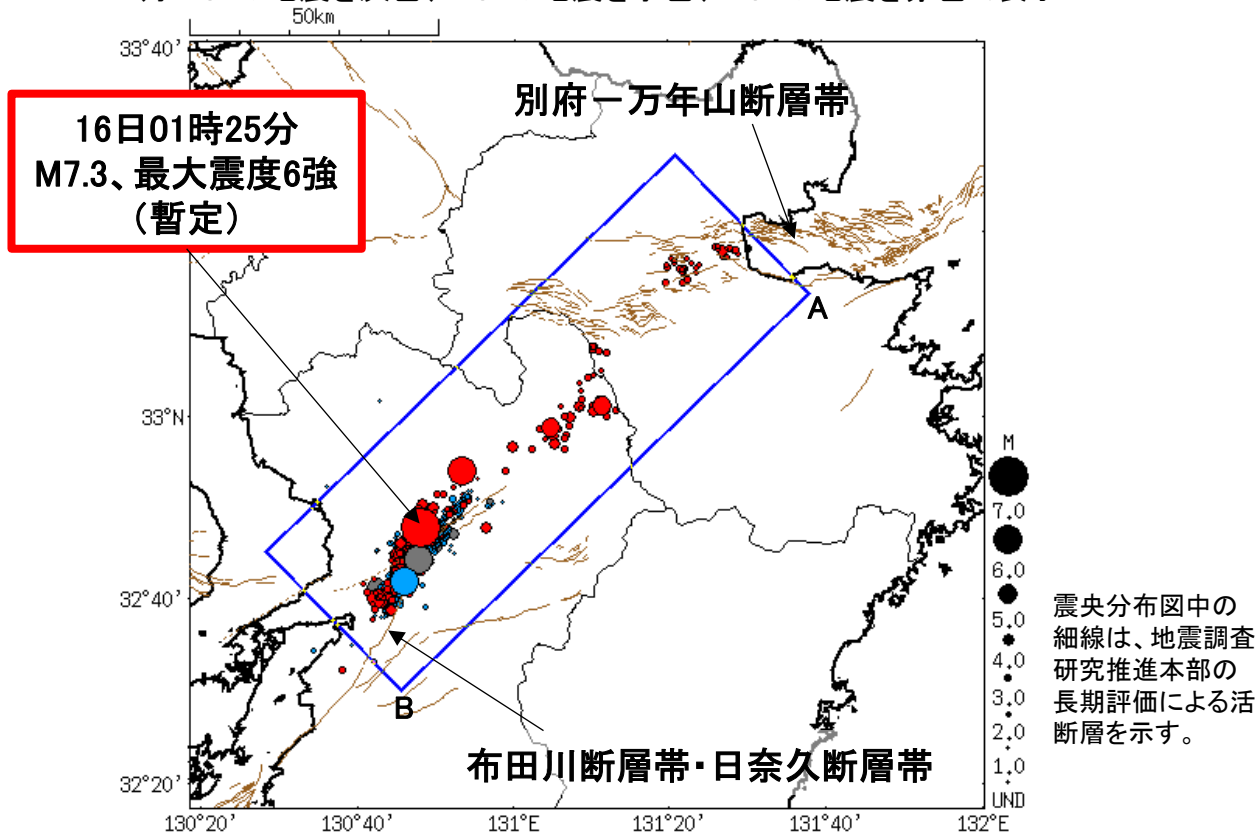 50km
33°40'
別府－万年山断層帯
16日01時25分
M7.3、最大震度6強
（暫定）
A
33°N
M
7.0
6.0
5.0
4.0
3.0
2.0
1.0
UND
32°40'
震央分布図中の
細線は、地震調査
研究推進本部の
長期評価による活
断層を示す。
B
布田川断層帯・日奈久断層帯
32°20'
130°20'
130°40'
131°E
131°20'
131°40'
132°E